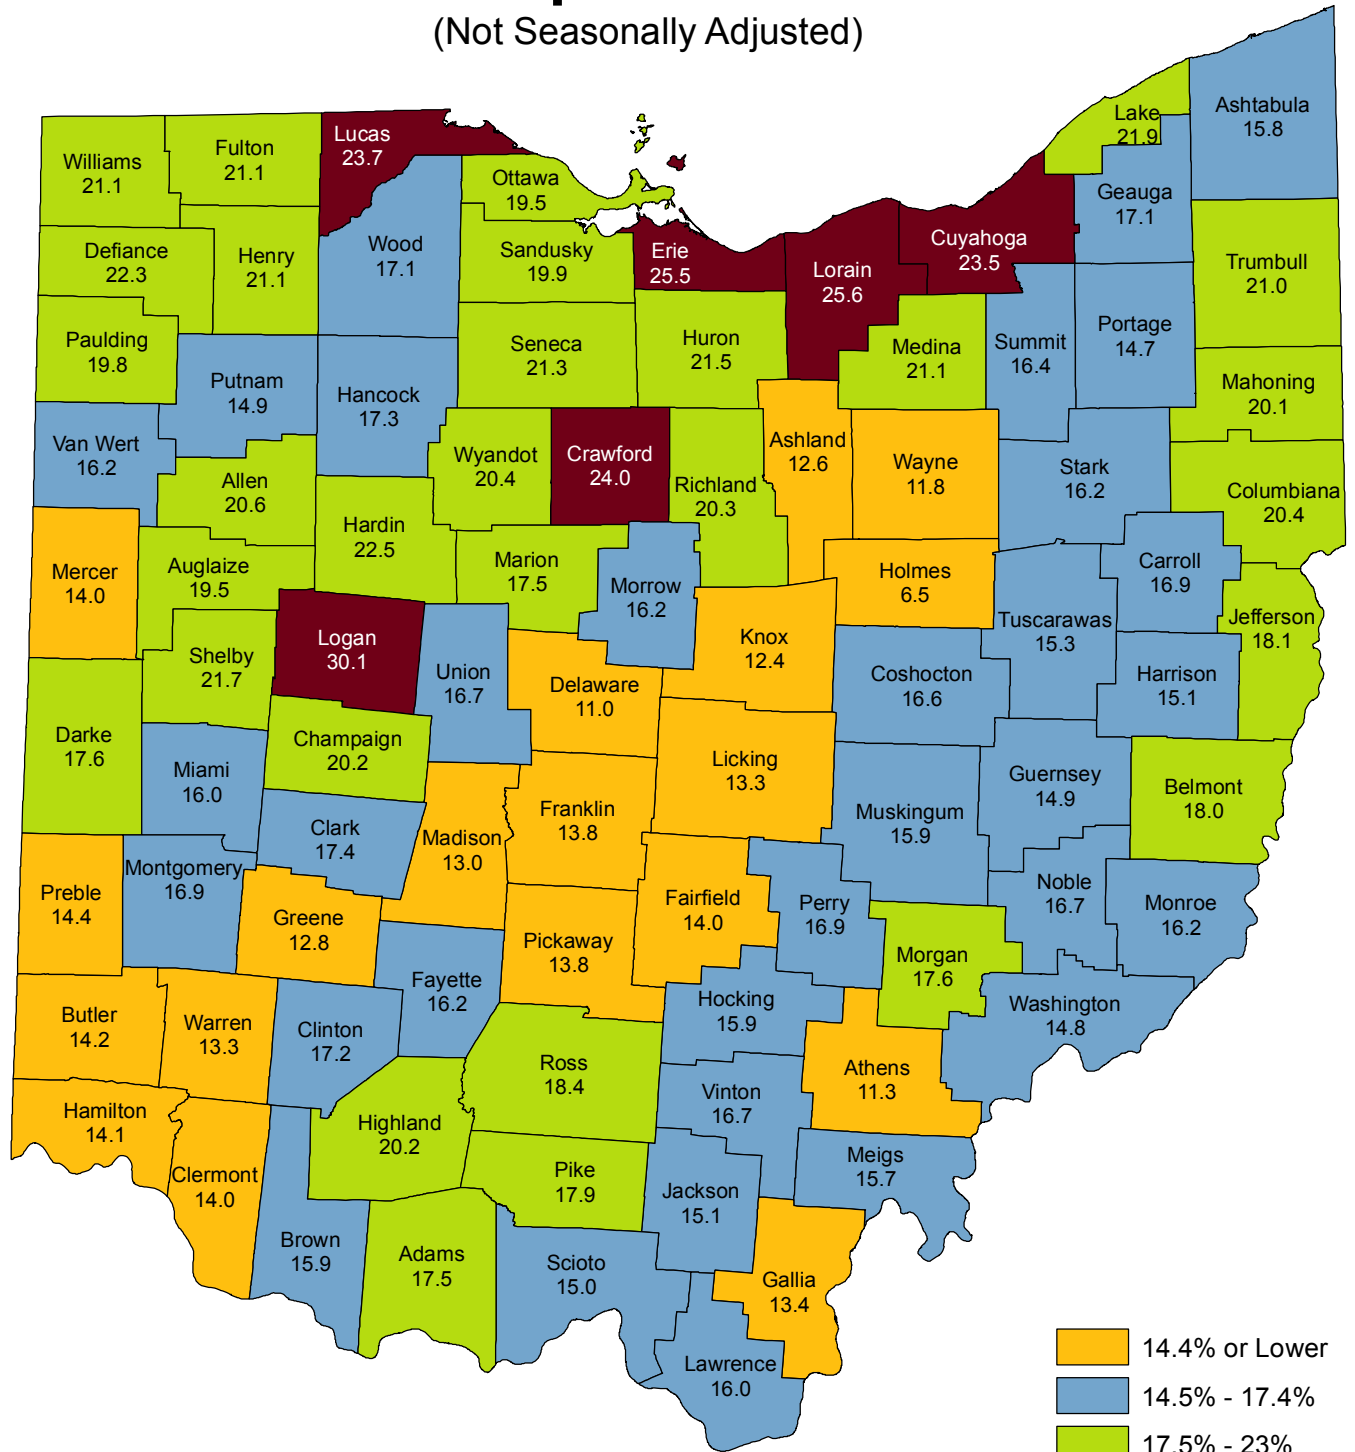 (Not Seasonally Adjusted)
Ashtabula
15.8
Lake
21.9
Lucas
23.7
Williams
21.1
Fulton
21.1
Ottawa
19.5
Geauga
17.1
Wood
17.1
Defiance
22.3
Henry
21.1
Sandusky
19.9
Erie
25.5
Lorain
25.6
Cuyahoga
23.5
Trumbull
21.0
Paulding
19.8
Seneca
21.3
Huron
21.5
Medina
21.1
Summit
16.4
Portage
14.7
Putnam
14.9
Hancock
17.3
Mahoning
20.1
Van Wert
16.2
Allen
20.6
Wyandot
20.4
Crawford
24.0
Richland
20.3
Ashland
12.6
Wayne
11.8
Stark
16.2
Columbiana
20.4
Hardin
22.5
Mercer
14.0
Auglaize
19.5
Marion
17.5
Morrow
16.2
Holmes
6.5
Carroll
16.9
Tuscarawas
15.3
Jefferson
18.1
Shelby
21.7
Logan
30.1
Union
16.7
Delaware
11.0
Knox
12.4
Coshocton
16.6
Harrison
15.1
Darke
17.6
Miami
16.0
Champaign
20.2
Licking
13.3
Guernsey
14.9
Belmont
18.0
Clark
17.4
Madison
13.0
Franklin
13.8
Muskingum
15.9
Preble
14.4
Montgomery
16.9
Greene
12.8
Fairfield
14.0
Perry
16.9
Noble
16.7
Monroe
16.2
Pickaway
13.8
Morgan
17.6
Fayette
16.2
Hocking
15.9
Washington
14.8
Butler
14.2
Warren
13.3
Clinton
17.2
Ross
18.4
Vinton
16.7
Athens
11.3
Hamilton
14.1
Highland
20.2
Clermont
14.0
Pike
17.9
Jackson
15.1
Meigs
15.7
Brown
15.9
Adams
17.5
Scioto
15.0
Gallia
13.4
Lawrence
16.0
14.4% or Lower
14.5% - 17.4%
17.5% - 23%